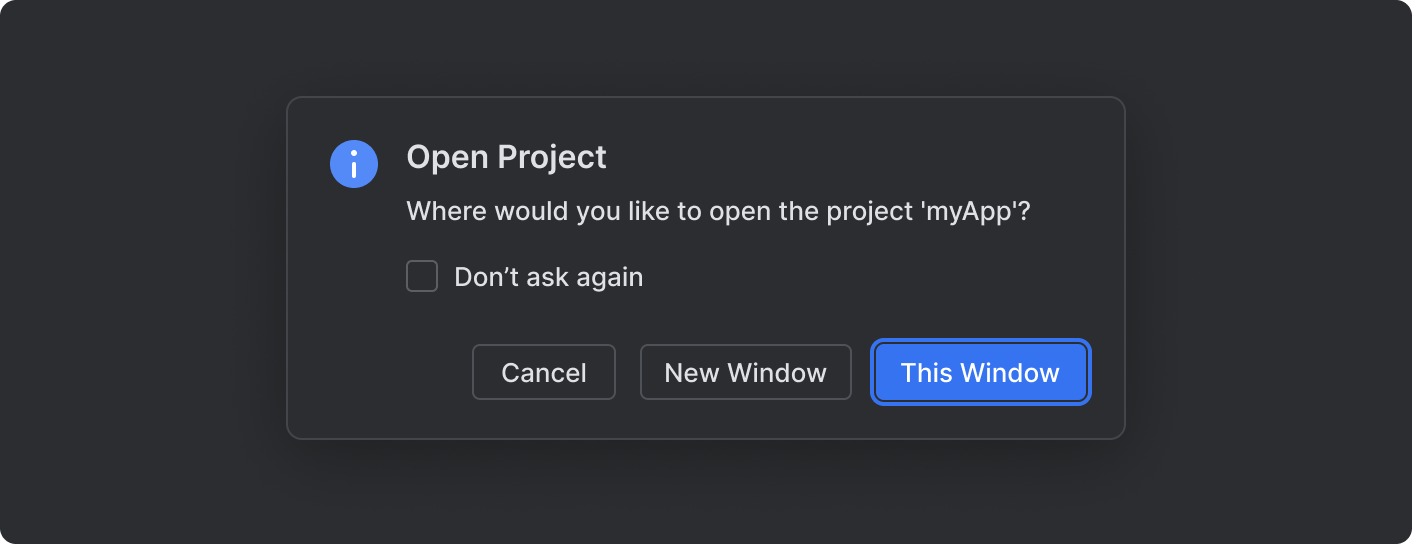 Open Project
Where would you like to open the project 'myApp'?
Don’t ask again
Cancel
New Window
This Window